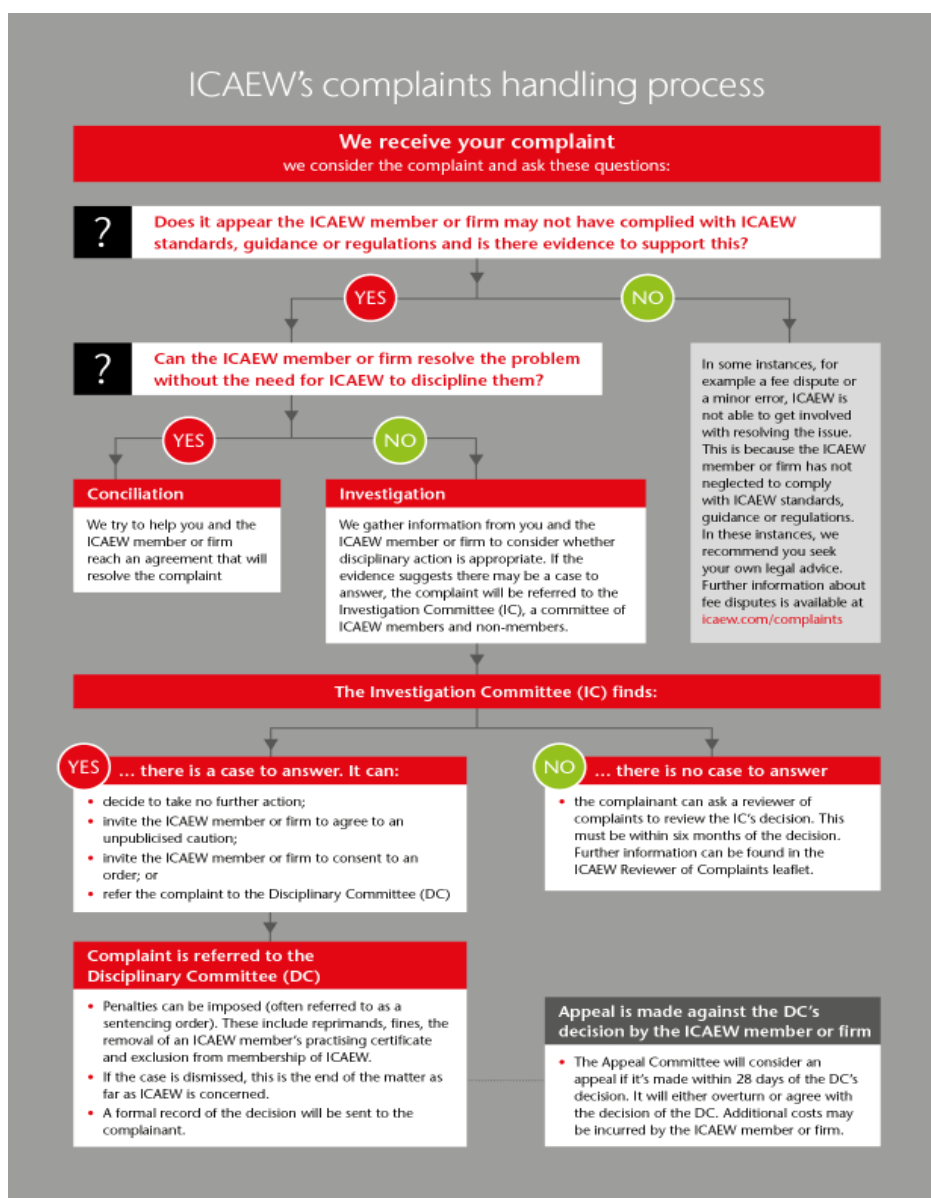 ICAEW's complaints handling process
We receive your complaint
we consider the complaint and ask these questions:
?
Does it appear the ICAEW member or firm may not have complied with ICAEW
standards, guidance or regulations and is there evidence to support this?
YES
NO
?
Can the ICAEW member or firm resolve the problem
without the need for ICAEW to discipline them?
YES
NO
In some instances, for
example a fee dispute or
a minor error, ICAEW is
not able to get involved
with resolving the issue.
This is because the ICAEW
member or firm has not
neglected to comply
with ICAEW standards,
guidance or regulations.
In these instances, we
recommend you seek
your own legal advice.
Further information about
fee disputes is available at
icaew.com/complaints
Conciliation
We try to help you and the
ICAEW member or firm
reach an agreement that will
resolve the complaint
Investigation
We gather information from you and the
ICAEW member or firm to consider whether
disciplinary action is appropriate. If the
evidence suggests there may be a case to
answer, the complaint will be referred to the
Investigation Committee (IC), a committee of
ICAEW members and non-members.
The Investigation Committee (IC) finds:
YES
... there is a case to answer. It can:
• decide to take no further action;
• invite the ICAEW member or firm to agree to an
unpublicised caution;
• invite the ICAEW member or firm to consent to an
order; or
• refer the complaint to the Disciplinary Committee (DC)
NO
... there is no case to answer
• the complainant can ask a reviewer of
complaints to review the IC's decision. This
must be within six months of the decision.
Further information can be found in the
ICAEW Reviewer of Complaints leaflet.
Complaint is referred to the
Disciplinary Committee (DC)
• Penalties can be imposed (often referred to as a
sentencing order). These include reprimands, fines, the
removal of an ICAEW member's practising certificate
and exclusion from membership of ICAEW.
• If the case is dismissed, this is the end of the matter as
far as ICAEW is concerned.
• A formal record of the decision will be sent to the
complainant.
Appeal is made against the DC's
decision by the ICAEW member or firm
• The Appeal Committee will consider an
appeal if it's made within 28 days of the DC's
decision. It will either overturn or agree with
the decision of the DC. Additional costs may
be incurred by the ICAEW member or firm.